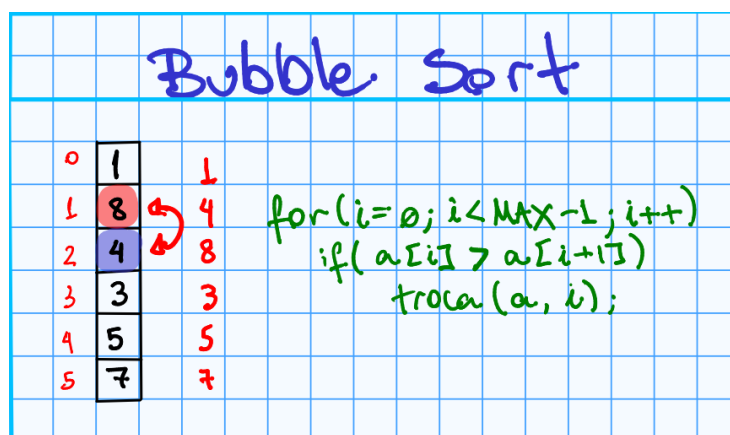 Bubble Sort
0 1 1
1 8 4
2 4 8
3 3 3
4 5 5
5 7 7
for(i=0; i<MAX-1; i++)
if( a[i] > a[i+1])
troca(a, i);